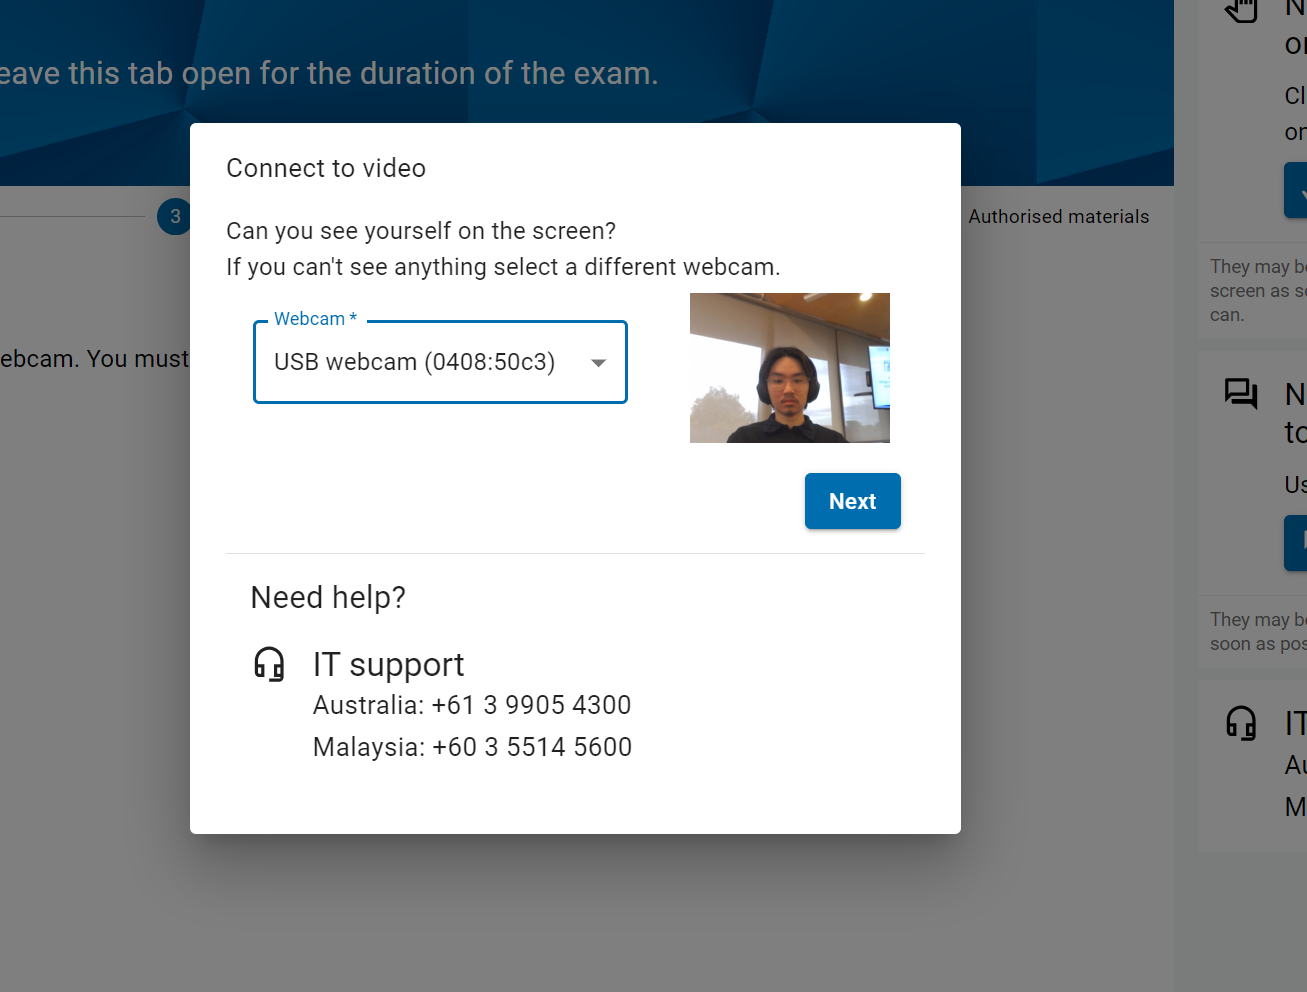 eave this tab open for the duration of the exam.
Connect to video
3
Authorised materials
Can you see yourself on the screen?
If you can't see anything select a different webcam.
Webcam *
USB webcam (0408:50c3)
ebcam. You must
Next
Need help?
IT support
Australia: +61 3 9905 4300
Malaysia: +60 3 5514 5600
N
or
Cl
on
They may be
screen as s
can.
N
to
Us
They may be
soon as pos
IT
Au
M